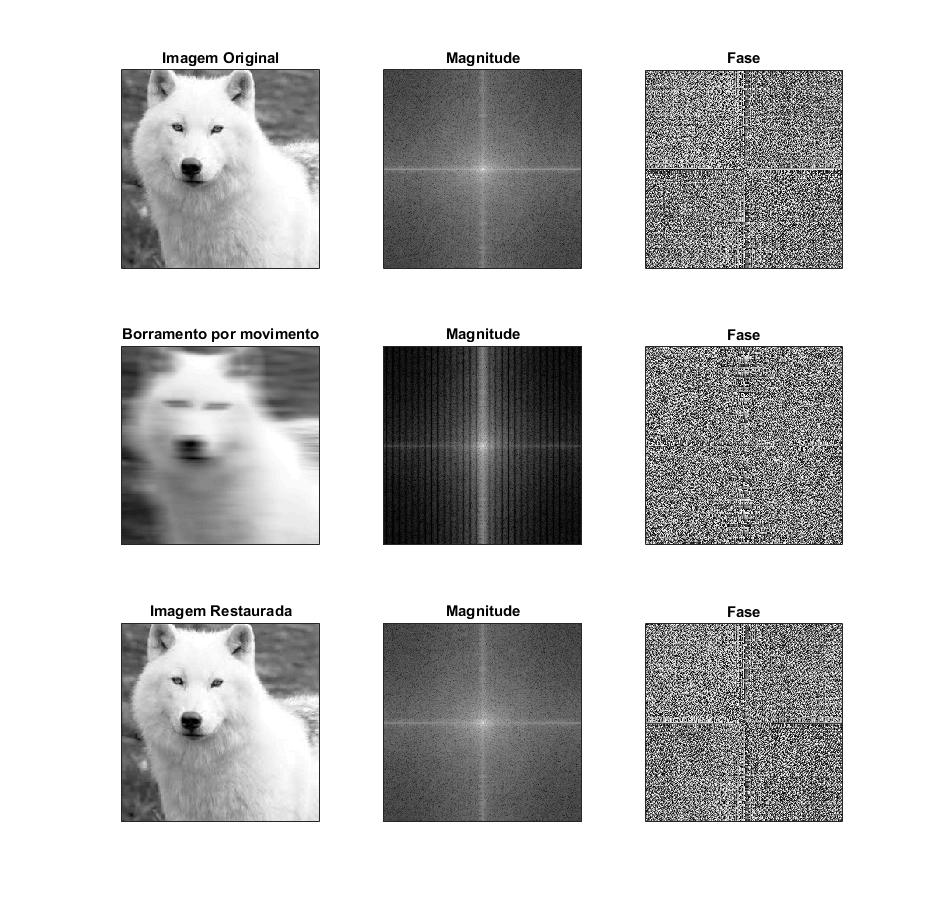 Imagem Original
Magnitude
Fase
Borramento por movimento
Magnitude
Fase
Imagem Restaurada
Magnitude
Fase